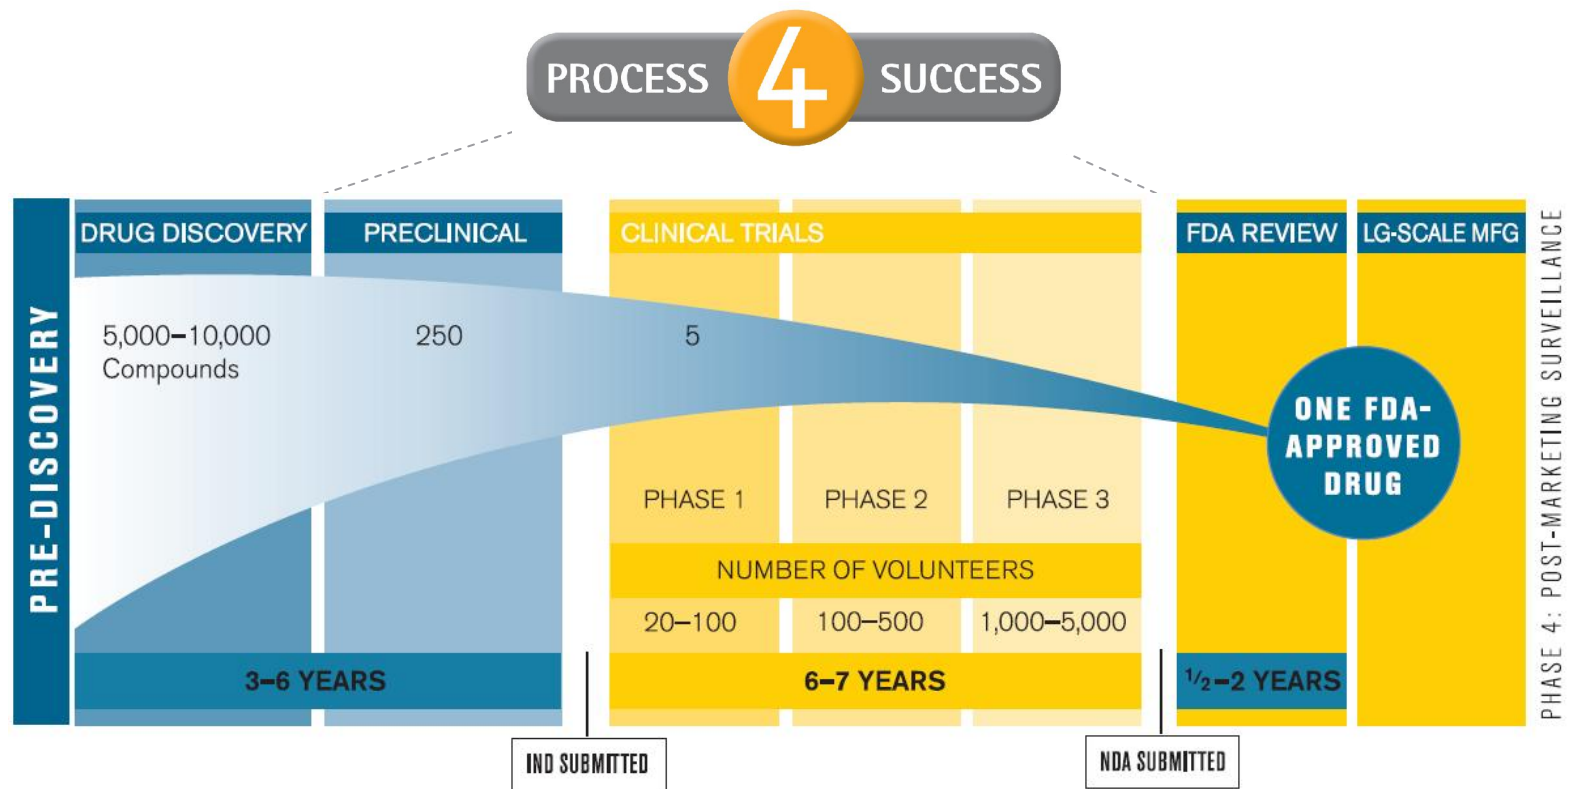 PROCESS 4 SUCCESS
PRE-DISCOVERY
DRUG DISCOVERY
PRECLINICAL
CLINICAL TRIALS
FDA REVIEW
LG-SCALE MFG
5,000–10,000
Compounds
250
5
ONE FDA-
APPROVED
DRUG
PHASE 1
PHASE 2
PHASE 3
NUMBER OF VOLUNTEERS
20–100
100–500
1,000–5,000
3–6 YEARS
6–7 YEARS
1/2–2 YEARS
IND SUBMITTED
NDA SUBMITTED
PHASE 4: POST-MARKETING SURVEILLANCE